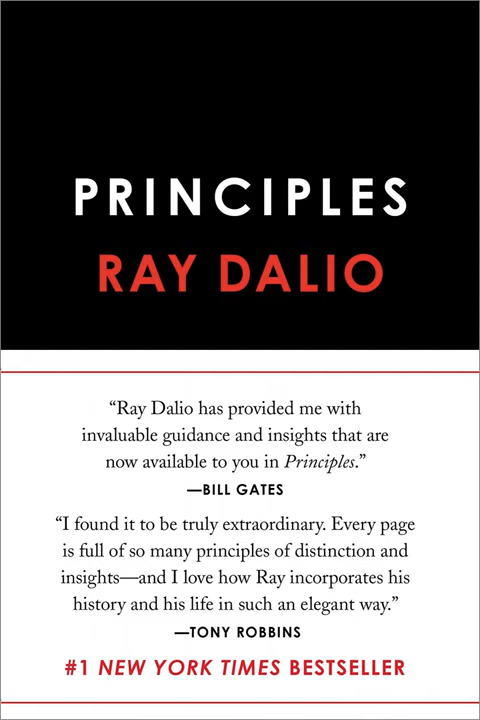 PRINCIPLES
RAY DALIO
“Ray Dalio has provided me with
invaluable guidance and insights that are
now available to you in Principles.”
—BILL GATES
“I found it to be truly extraordinary. Every page
is full of so many principles of distinction and
insights—and I love how Ray incorporates his
history and his life in such an elegant way.”
—TONY ROBBINS
#1 NEW YORK TIMES BESTSELLER